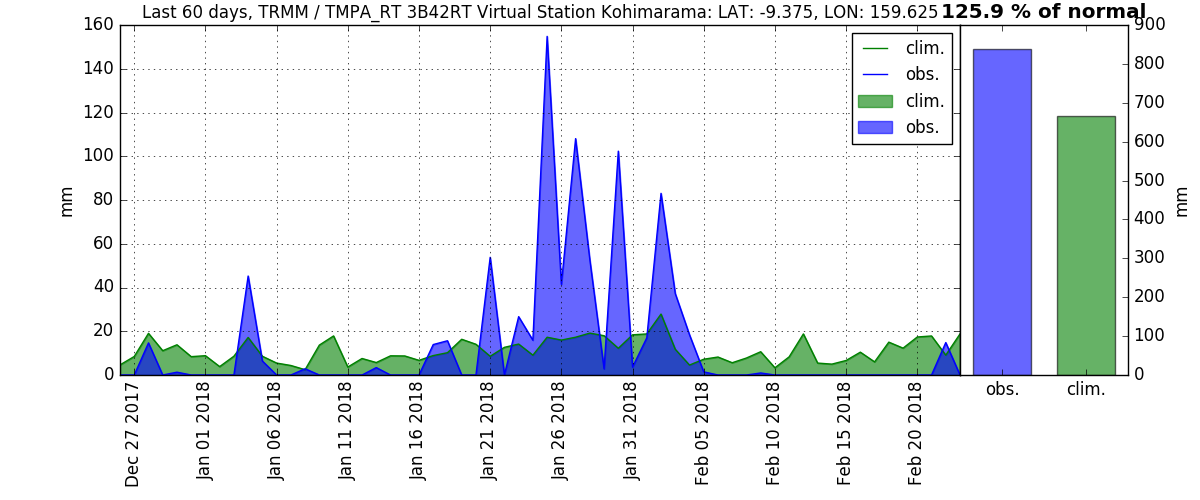 Last 60 days, TRMM / TMPA_RT 3B42RT Virtual Station Kohimarama: LAT: -9.375, LON: 159.625
125.9 % of normal
160
140
120
100
80
60
40
20
0
mm
clim.
obs.
clim.
obs.
Dec 27 2017
Jan 01 2018
Jan 06 2018
Jan 11 2018
Jan 16 2018
Jan 21 2018
Jan 26 2018
Jan 31 2018
Feb 05 2018
Feb 10 2018
Feb 15 2018
Feb 20 2018
900
800
700
600
500
400
300
200
100
0
mm
obs.
clim.